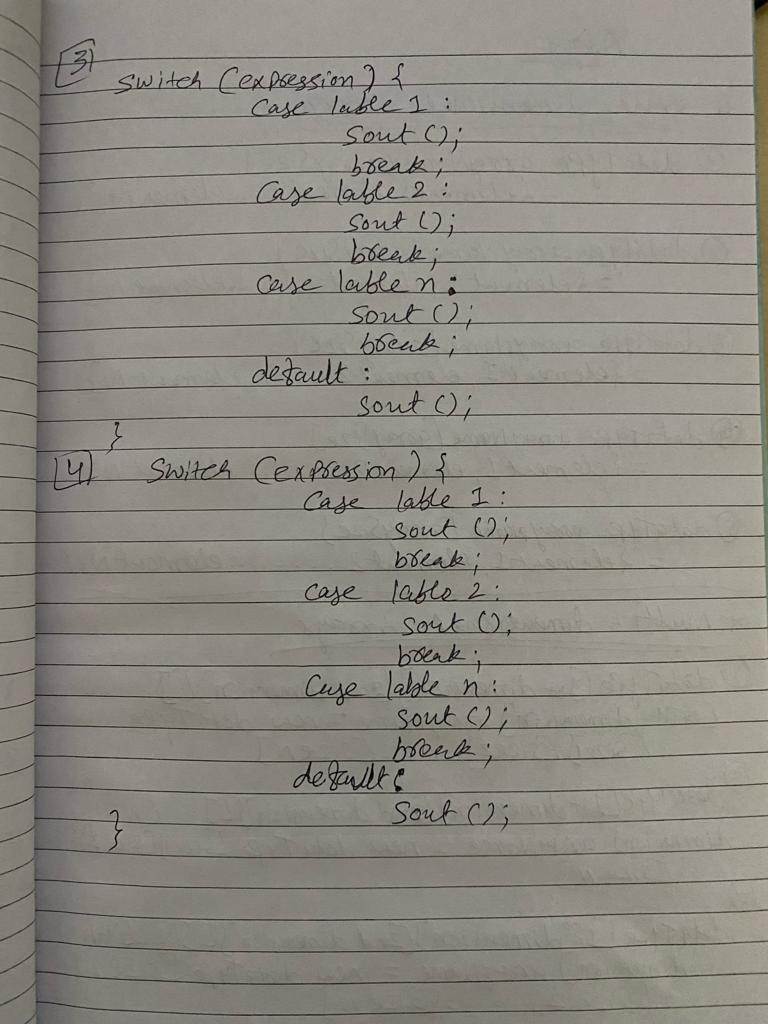 3
Switch (expression) {
Case lable 1 :
Sout ();
break;
Case lable 2 :
Sout ();
break;
Case lable n :
Sout ();
break;
default :
Sout ();
}
4 Switch (expression) {
Case lable 1 :
Sout ();
break;
Case lable 2 :
Sout ();
break;
Case lable n :
Sout ();
break;
default :
Sout ();
}